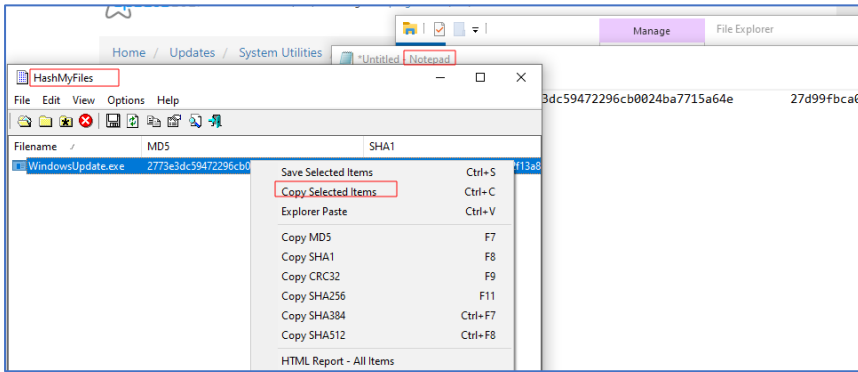 Manage File Explorer
Home / Updates / System Utilities
*Untitled - Notepad
HashMyFiles
File Edit View Options Help
3dc59472296cb0024ba7715a64e 27d99fbca0
Filename / MD5 SHA1
WindowsUpdate.exe 2773e3dc59472296cb0
Save Selected Items Ctrl+S
Copy Selected Items Ctrl+C
Explorer Paste Ctrl+V
Copy MD5 F7
Copy SHA1 F8
Copy CRC32 F9
Copy SHA256 F11
Copy SHA384 Ctrl+F7
Copy SHA512 Ctrl+F8
HTML Report - All Items